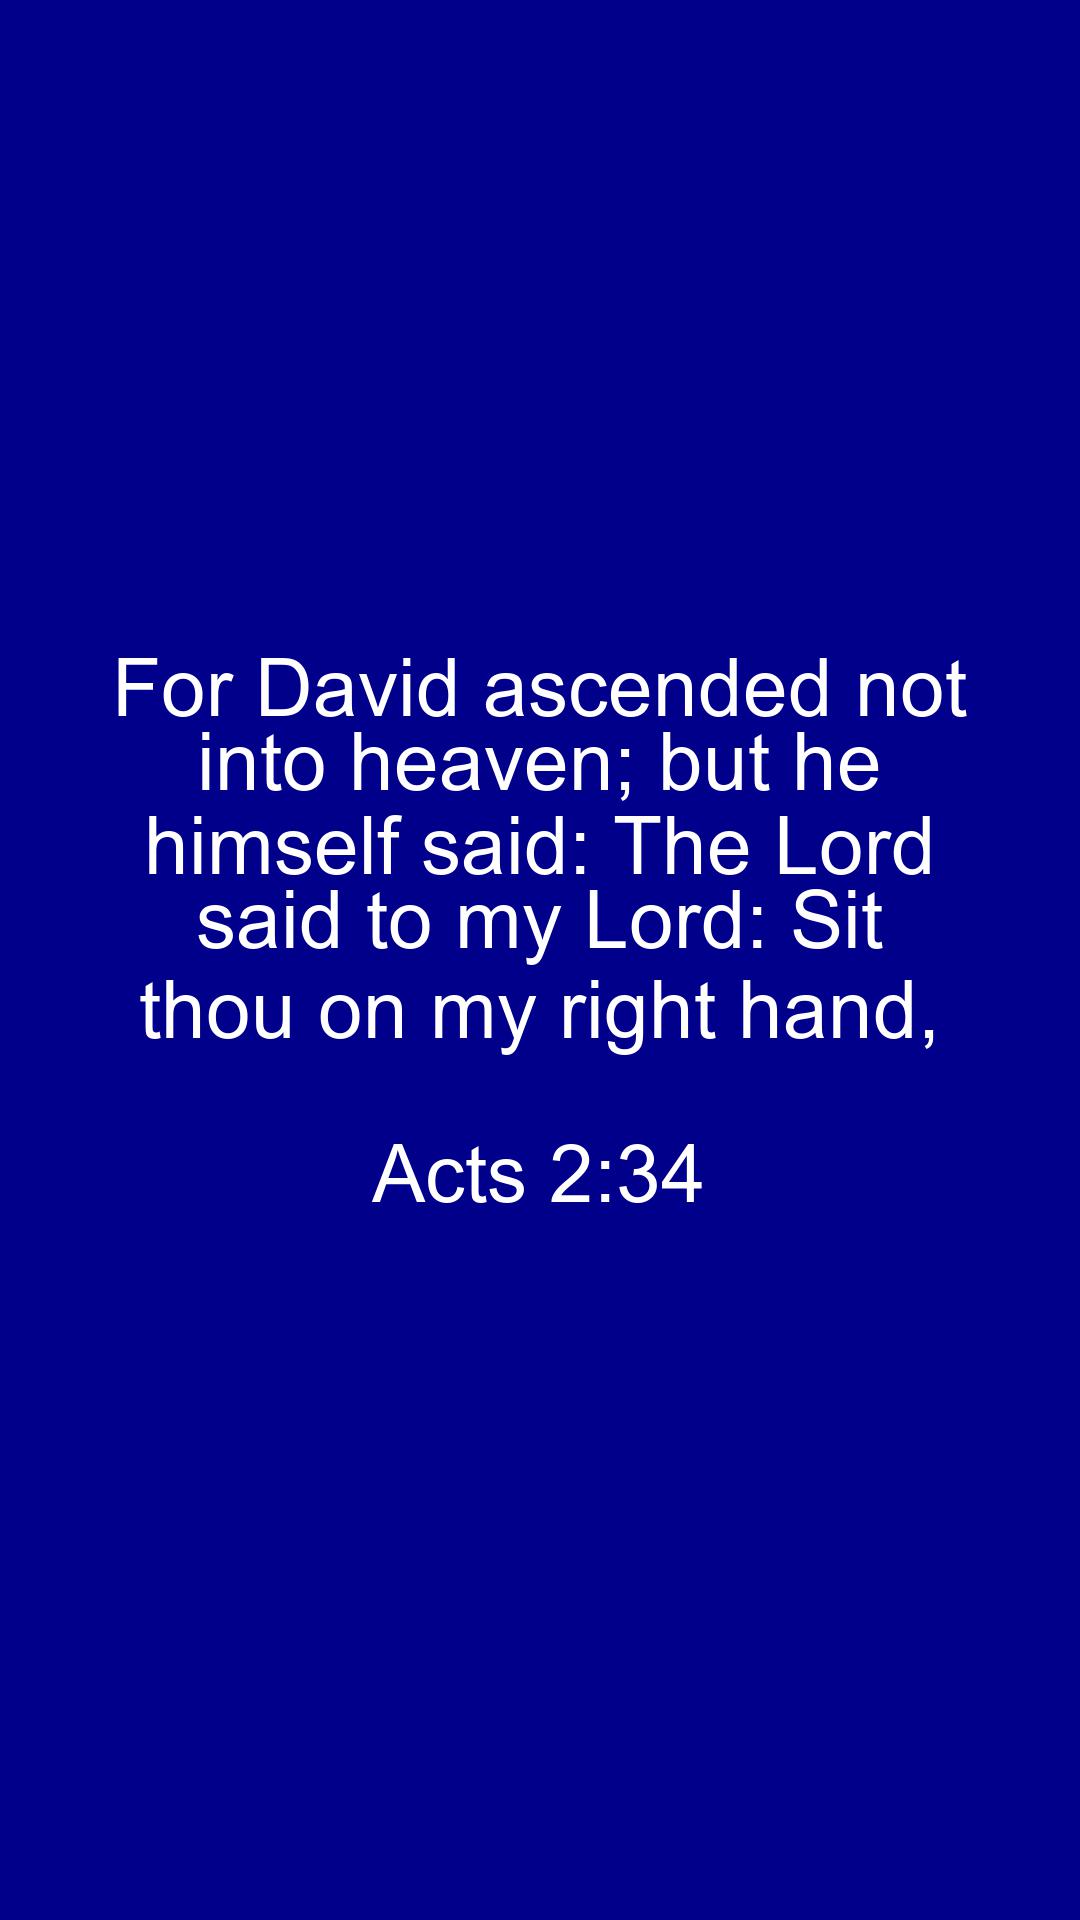 For David ascended not
into heaven; but he
himself said: The Lord
said to my Lord: Sit
thou on my right hand,
Acts 2:34